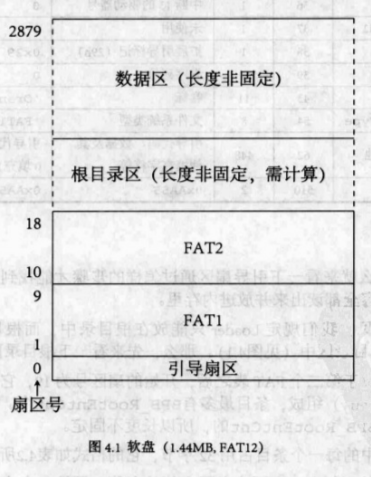 2879
数据区（长度非固定）
根目录区（长度非固定，需计算）
18
FAT2
10
9
FAT1
1
0
引导扇区
扇区号
图 4.1 软盘（1.44MB, FAT12）